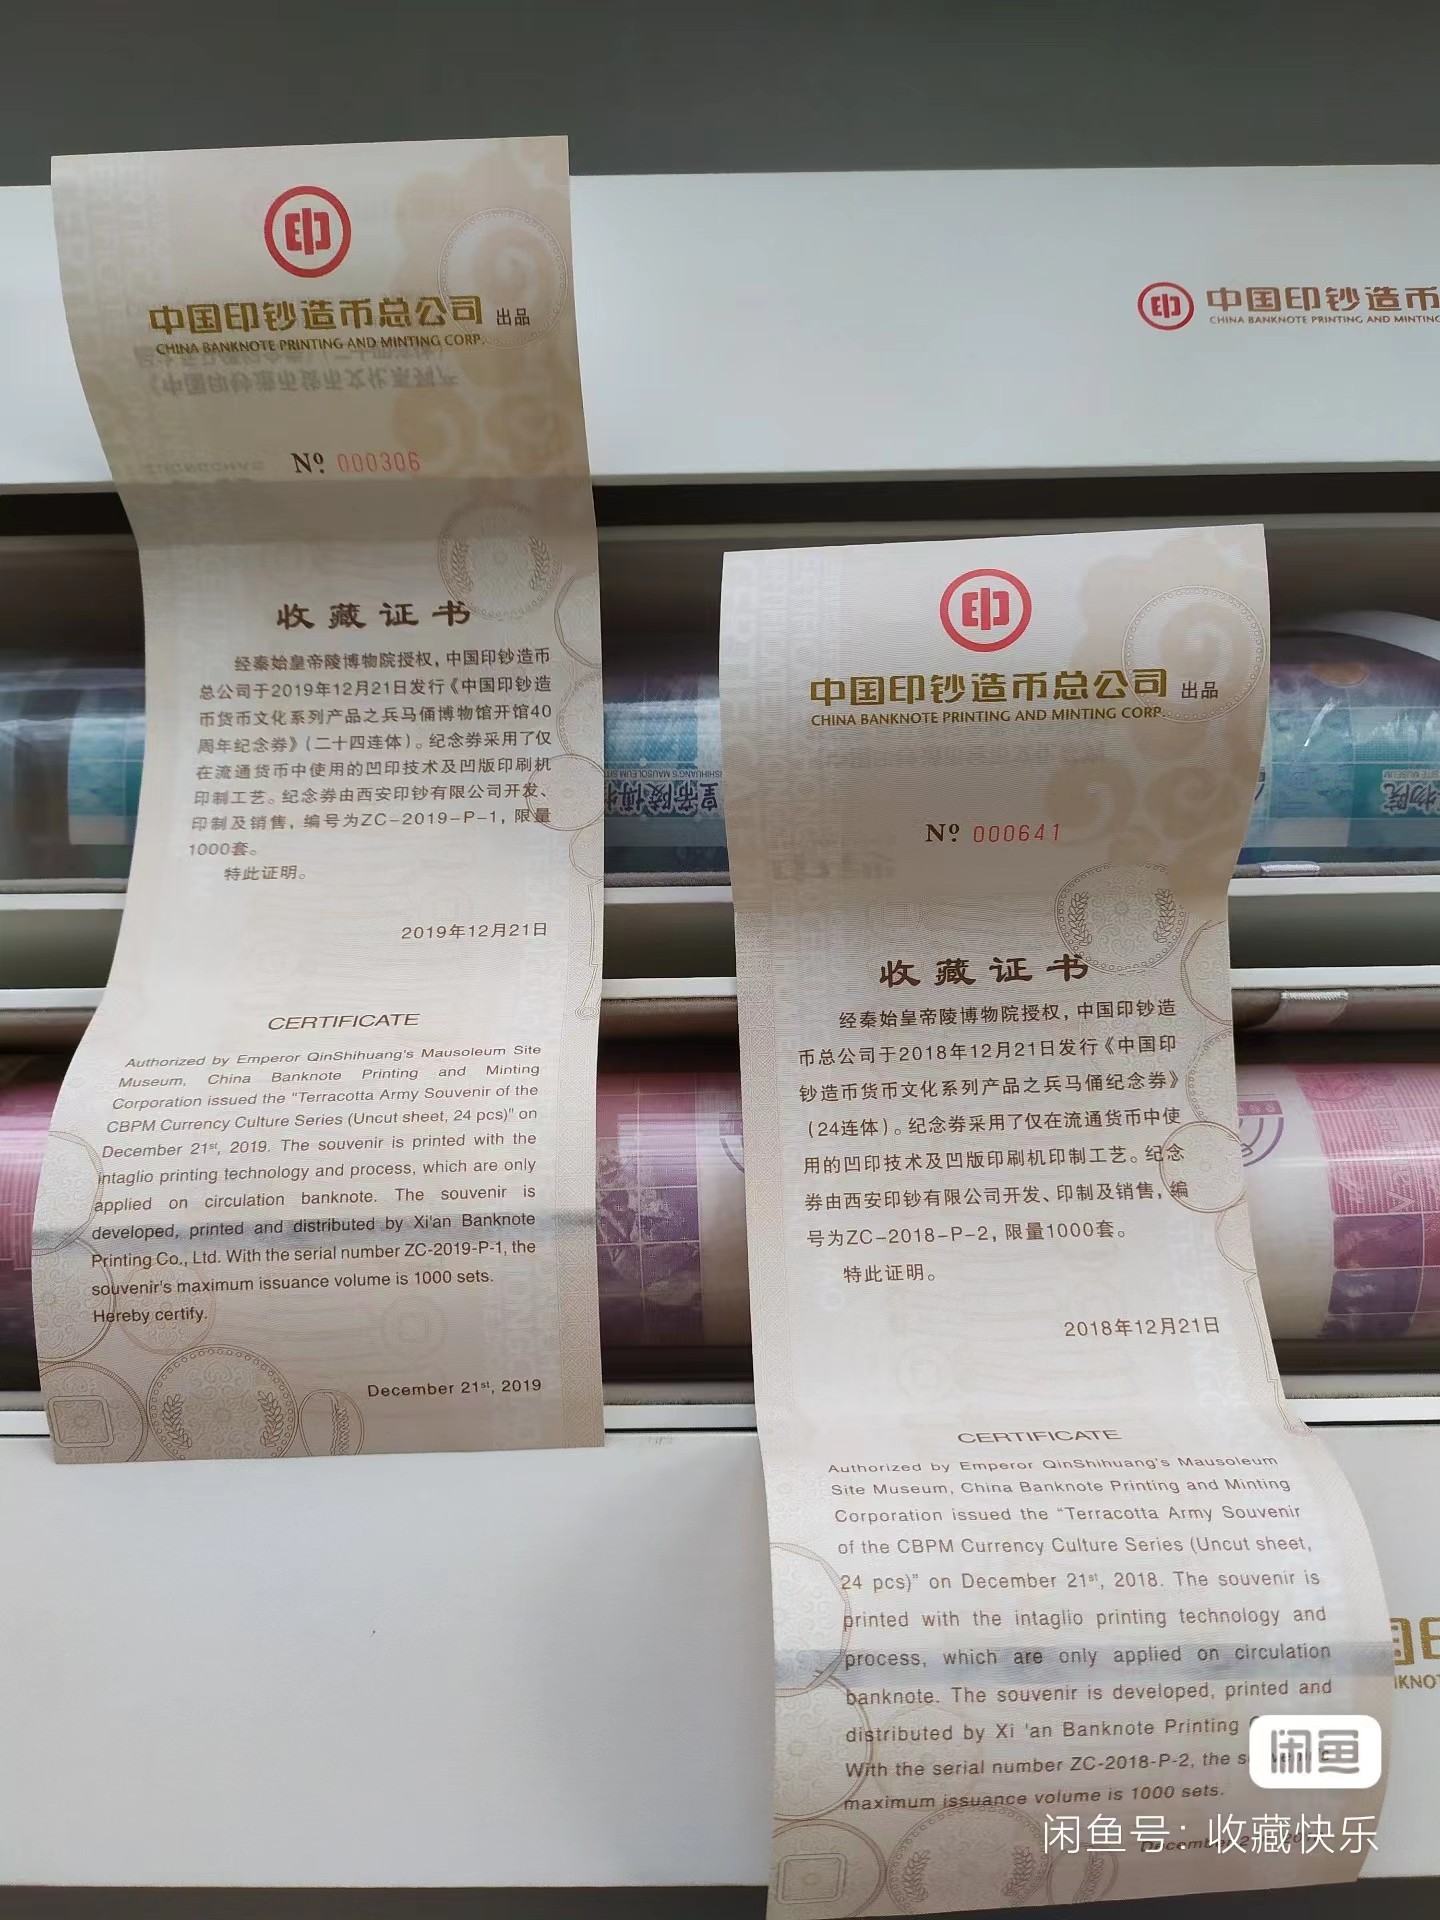 中国印钞造币总公司 出品
CHINA BANKNOTE PRINTING AND MINTING CORP.
Nº. 000306
收藏证书
经秦始皇帝陵博物院授权，中国印钞造币
总公司于2019年12月21日发行《中国印钞造
币货币文化系列产品之兵马俑博物馆开馆40
周年纪念券》(二十四连体)。纪念券采用了仅
在流通货币中使用的凹印技术及凹版印刷机
印制工艺。纪念券由西安印钞有限公司开发、
印制及销售，编号为ZC-2019-P-1，限量
1000套。
特此证明。
2019年12月21日
CERTIFICATE
Authorized by Emperor QinShihuang's Mausoleum Site
Museum, China Banknote Printing and Minting
Corporation issued the "Terracotta Army Souvenir of the
CBPM Currency Culture Series (Uncut sheet, 24 pcs)" on
December 21st, 2019. The souvenir is printed with the
intaglio printing technology and process, which are only
applied on circulation banknote. The souvenir is
developed, printed and distributed by Xi'an Banknote
Printing Co., Ltd. With the serial number ZC-2019-P-1, the
souvenir's maximum issuance volume is 1000 sets.
Hereby certify.
December 21st, 2019
中国印钞造币
CHINA BANKNOTE PRINTING AND MINTING
中国印钞造币总公司 出品
CHINA BANKNOTE PRINTING AND MINTING CORP.
Nº. 000641
收藏证书
经秦始皇帝陵博物院授权，中国印钞造
币总公司于2018年12月21日发行《中国印
钞造币货币文化系列产品之兵马俑纪念券》
(24连体)。纪念券采用了仅在流通货币中使
用的凹印技术及凹版印刷机印制工艺。纪念
券由西安印钞有限公司开发、印制及销售，编
号为ZC-2018-P-2，限量1000套。
特此证明。
2018年12月21日
CERTIFICATE
Authorized by Emperor QinShihuang's Mausoleum
Site Museum, China Banknote Printing and Minting
Corporation issued the "Terracotta Army Souvenir
of the CBPM Currency Culture Series (Uncut sheet,
24 pcs)" on December 21st, 2018. The souvenir is
printed with the intaglio printing technology and
process, which are only applied on circulation
banknote. The souvenir is developed, printed and
distributed by Xi 'an Banknote Printing
With the serial number ZC-2018-P-2, the
maximum issuance volume is 1000 sets.
皇帝陵博
物院
闲鱼
闲鱼号：收藏快乐